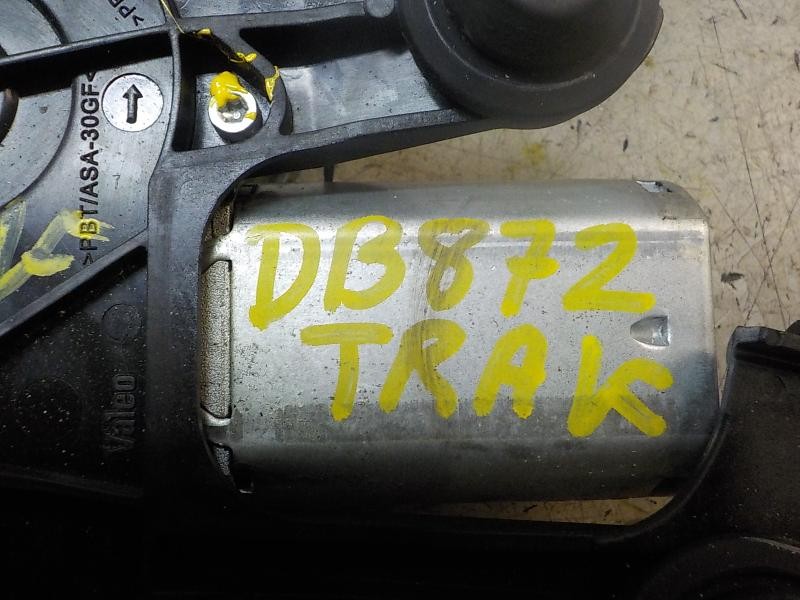 >PBT/ASA-30GF<
DB872
TRAK
Valeo